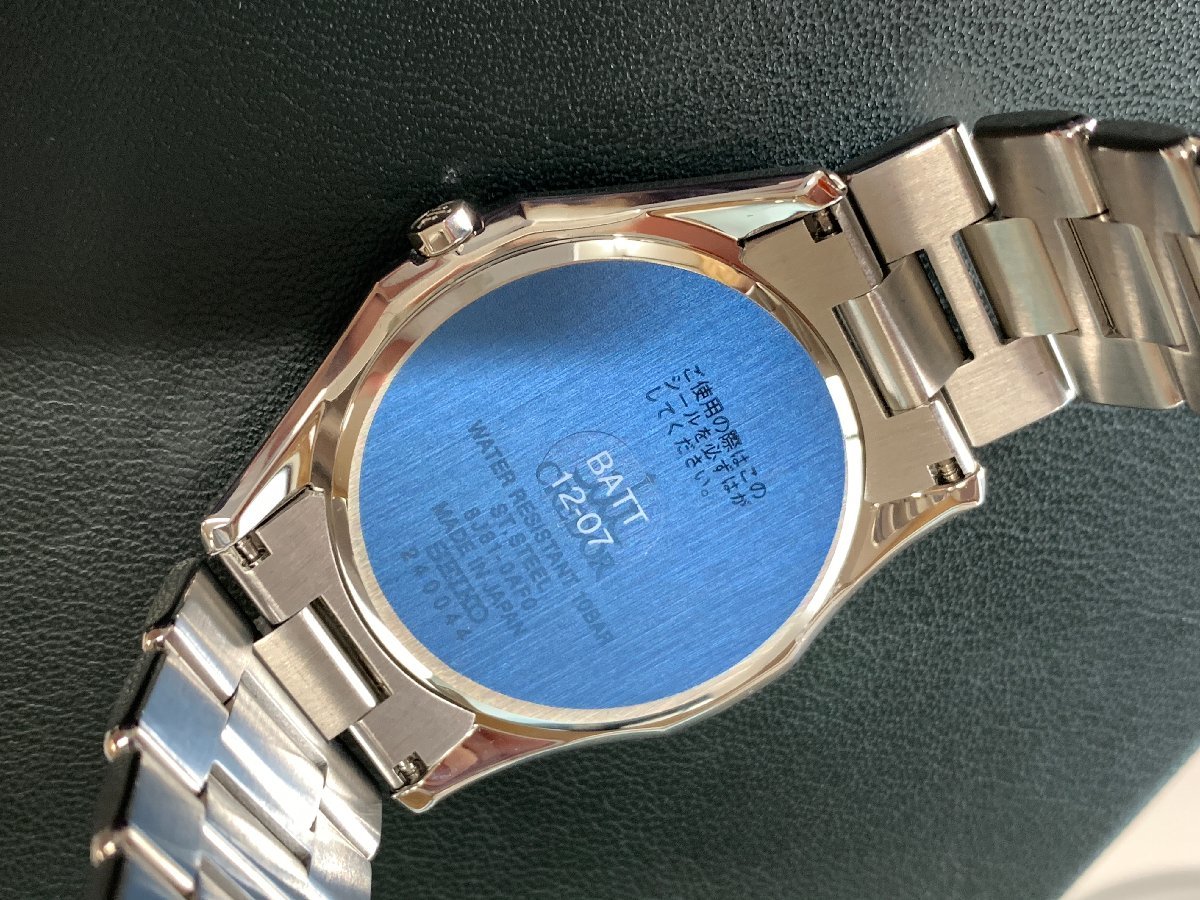 ご使用の際はこの
シールを必ずはが
して ください。
BATT
12-07
WATER RESISTANT 10BAR
ST.STEEL
8J81-0AF0
MADE IN JAPAN
SEIKO
240044